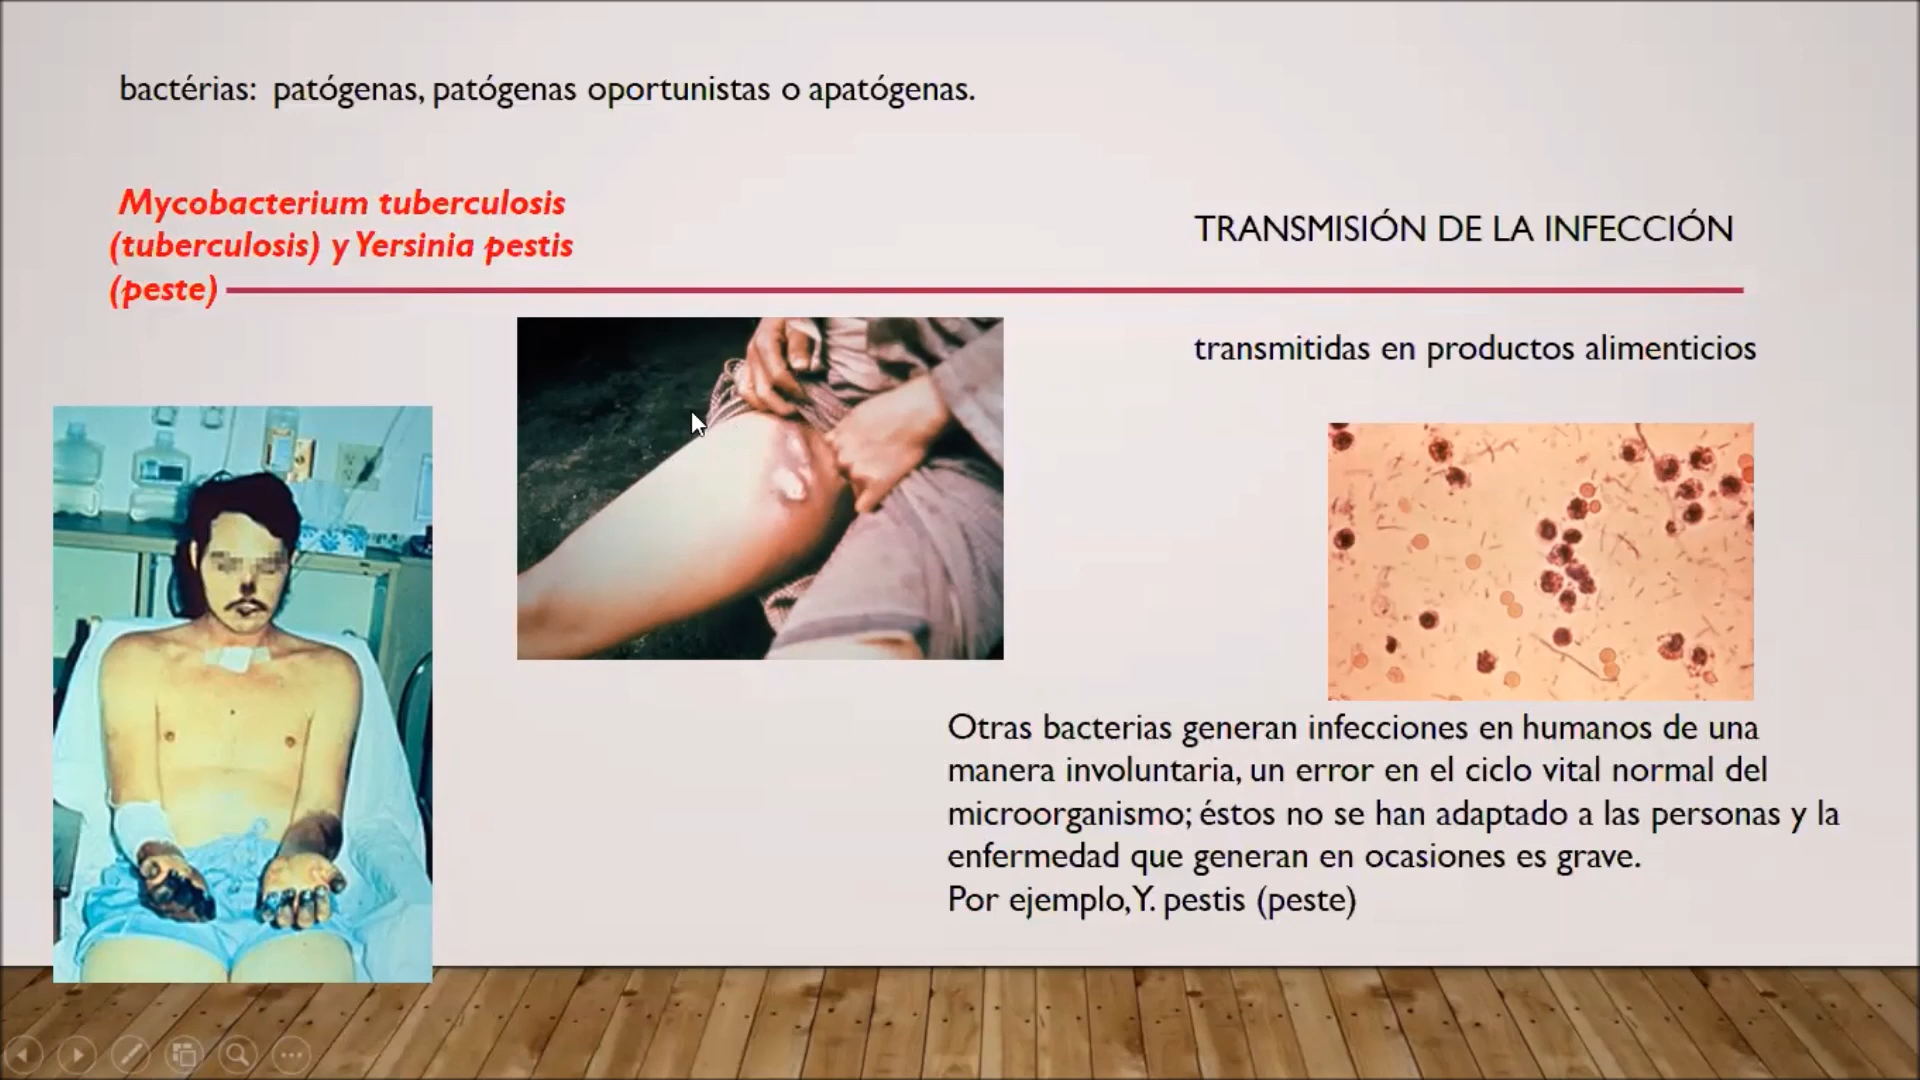 bactérias: patógenas, patógenas oportunistas o apatógenas.
Mycobacterium tuberculosis
(tuberculosis) y Yersinia pestis
(peste)
TRANSMISIÓN DE LA INFECCIÓN
transmitidas en productos alimenticios
Otras bacterias generan infecciones en humanos de una
manera involuntaria, un error en el ciclo vital normal del
microorganismo; éstos no se han adaptado a las personas y la
enfermedad que generan en ocasiones es grave.
Por ejemplo, Y. pestis (peste)